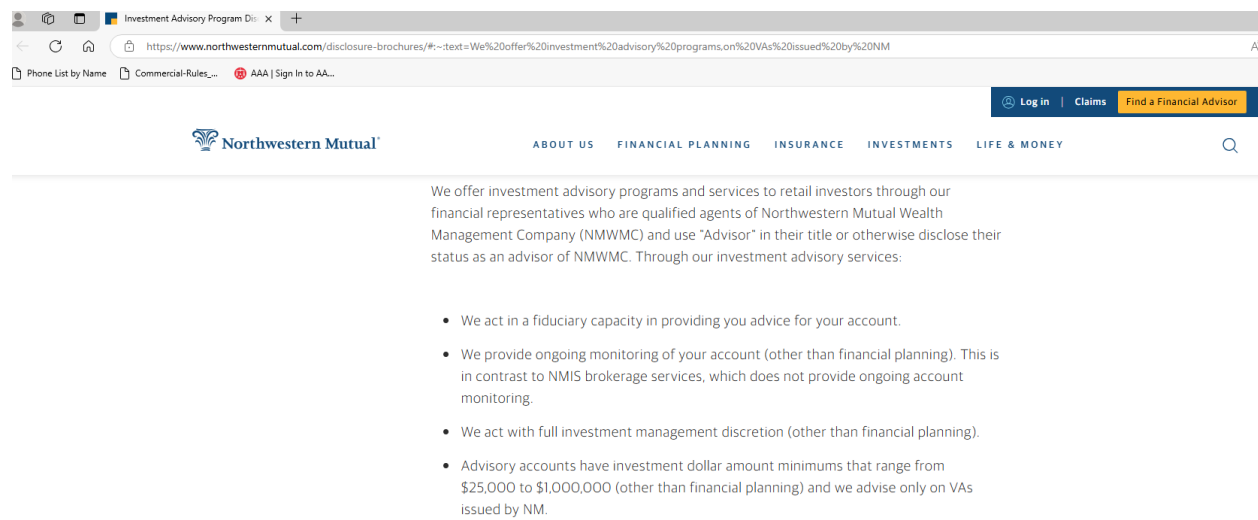 Investment Advisory Program Dis
https://www.northwesternmutual.com/disclosure-brochures/#:~:text=We%20offer%20investment%20advisory%20programs,on%20VAs%20issued%20by%20NM
Phone List by Name Commercial-Rules_... AAA | Sign In to AA...
Log in | Claims Find a Financial Advisor
Northwestern Mutual® ABOUT US FINANCIAL PLANNING INSURANCE INVESTMENTS LIFE & MONEY
We offer investment advisory programs and services to retail investors through our
financial representatives who are qualified agents of Northwestern Mutual Wealth
Management Company (NMWMC) and use "Advisor" in their title or otherwise disclose their
status as an advisor of NMWMC. Through our investment advisory services:
• We act in a fiduciary capacity in providing you advice for your account.
• We provide ongoing monitoring of your account (other than financial planning). This is
in contrast to NMIS brokerage services, which does not provide ongoing account
monitoring.
• We act with full investment management discretion (other than financial planning).
• Advisory accounts have investment dollar amount minimums that range from
$25,000 to $1,000,000 (other than financial planning) and we advise only on VAs
issued by NM.